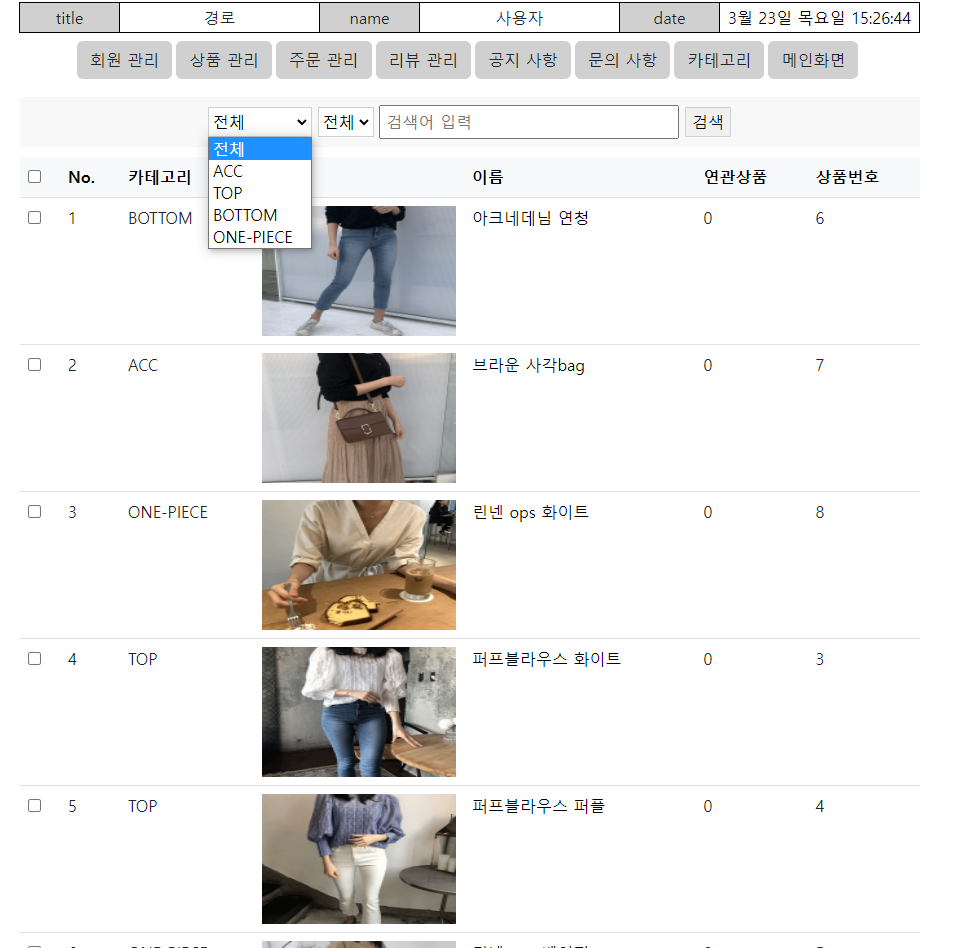 title 경로 name 사용자 date 3월 23일 목요일 15:26:44
회원 관리 상품 관리 주문 관리 리뷰 관리 공지 사항 문의 사항 카테고리 메인화면
전체 전체 검색어 입력 검색
전체
ACC
TOP
BOTTOM
ONE-PIECE
No. 카테고리 이름 연관상품 상품번호
1 BOTTOM 아크네데님 연청 0 6
2 ACC 브라운 사각bag 0 7
3 ONE-PIECE 린넨 ops 화이트 0 8
4 TOP 퍼프블라우스 화이트 0 3
5 TOP 퍼프블라우스 퍼플 0 4